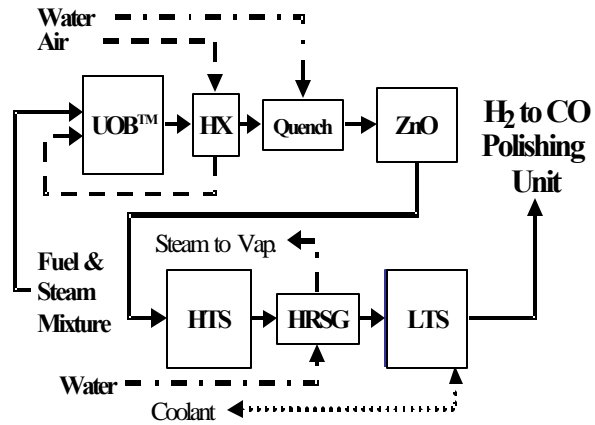 Water
Air
UOB™
HX
Quench
ZnO
H2 to CO
Polishing
Unit
Steam to Vap.
Fuel &
Steam
Mixture
HTS
HRSG
LTS
Water
Coolant